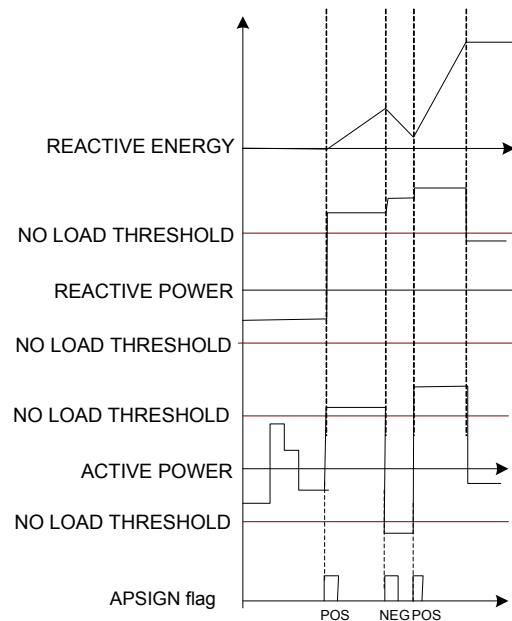 REACTIVE ENERGY
NO LOAD THRESHOLD
REACTIVE POWER
NO LOAD THRESHOLD
NO LOAD THRESHOLD
ACTIVE POWER
NO LOAD THRESHOLD
APSIGN flag
POS NEG POS